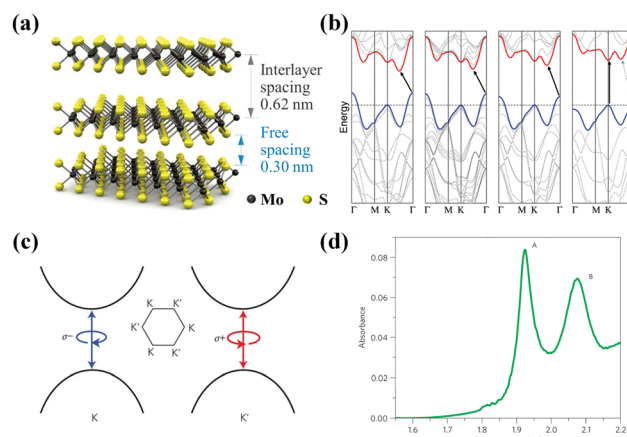 (a)
Interlayer
spacing
0.62 nm
Free
spacing
0.30 nm
Mo S
(b)
Energy
Γ M K Γ Γ M K Γ Γ M K Γ Γ M K Γ
(c)
σ− σ+
K K'
K' K
K K'
K K'
(d)
Absorbance
0.08
0.06
0.04
0.02
0.00
A
B
1.6 1.7 1.8 1.9 2.0 2.1 2.2